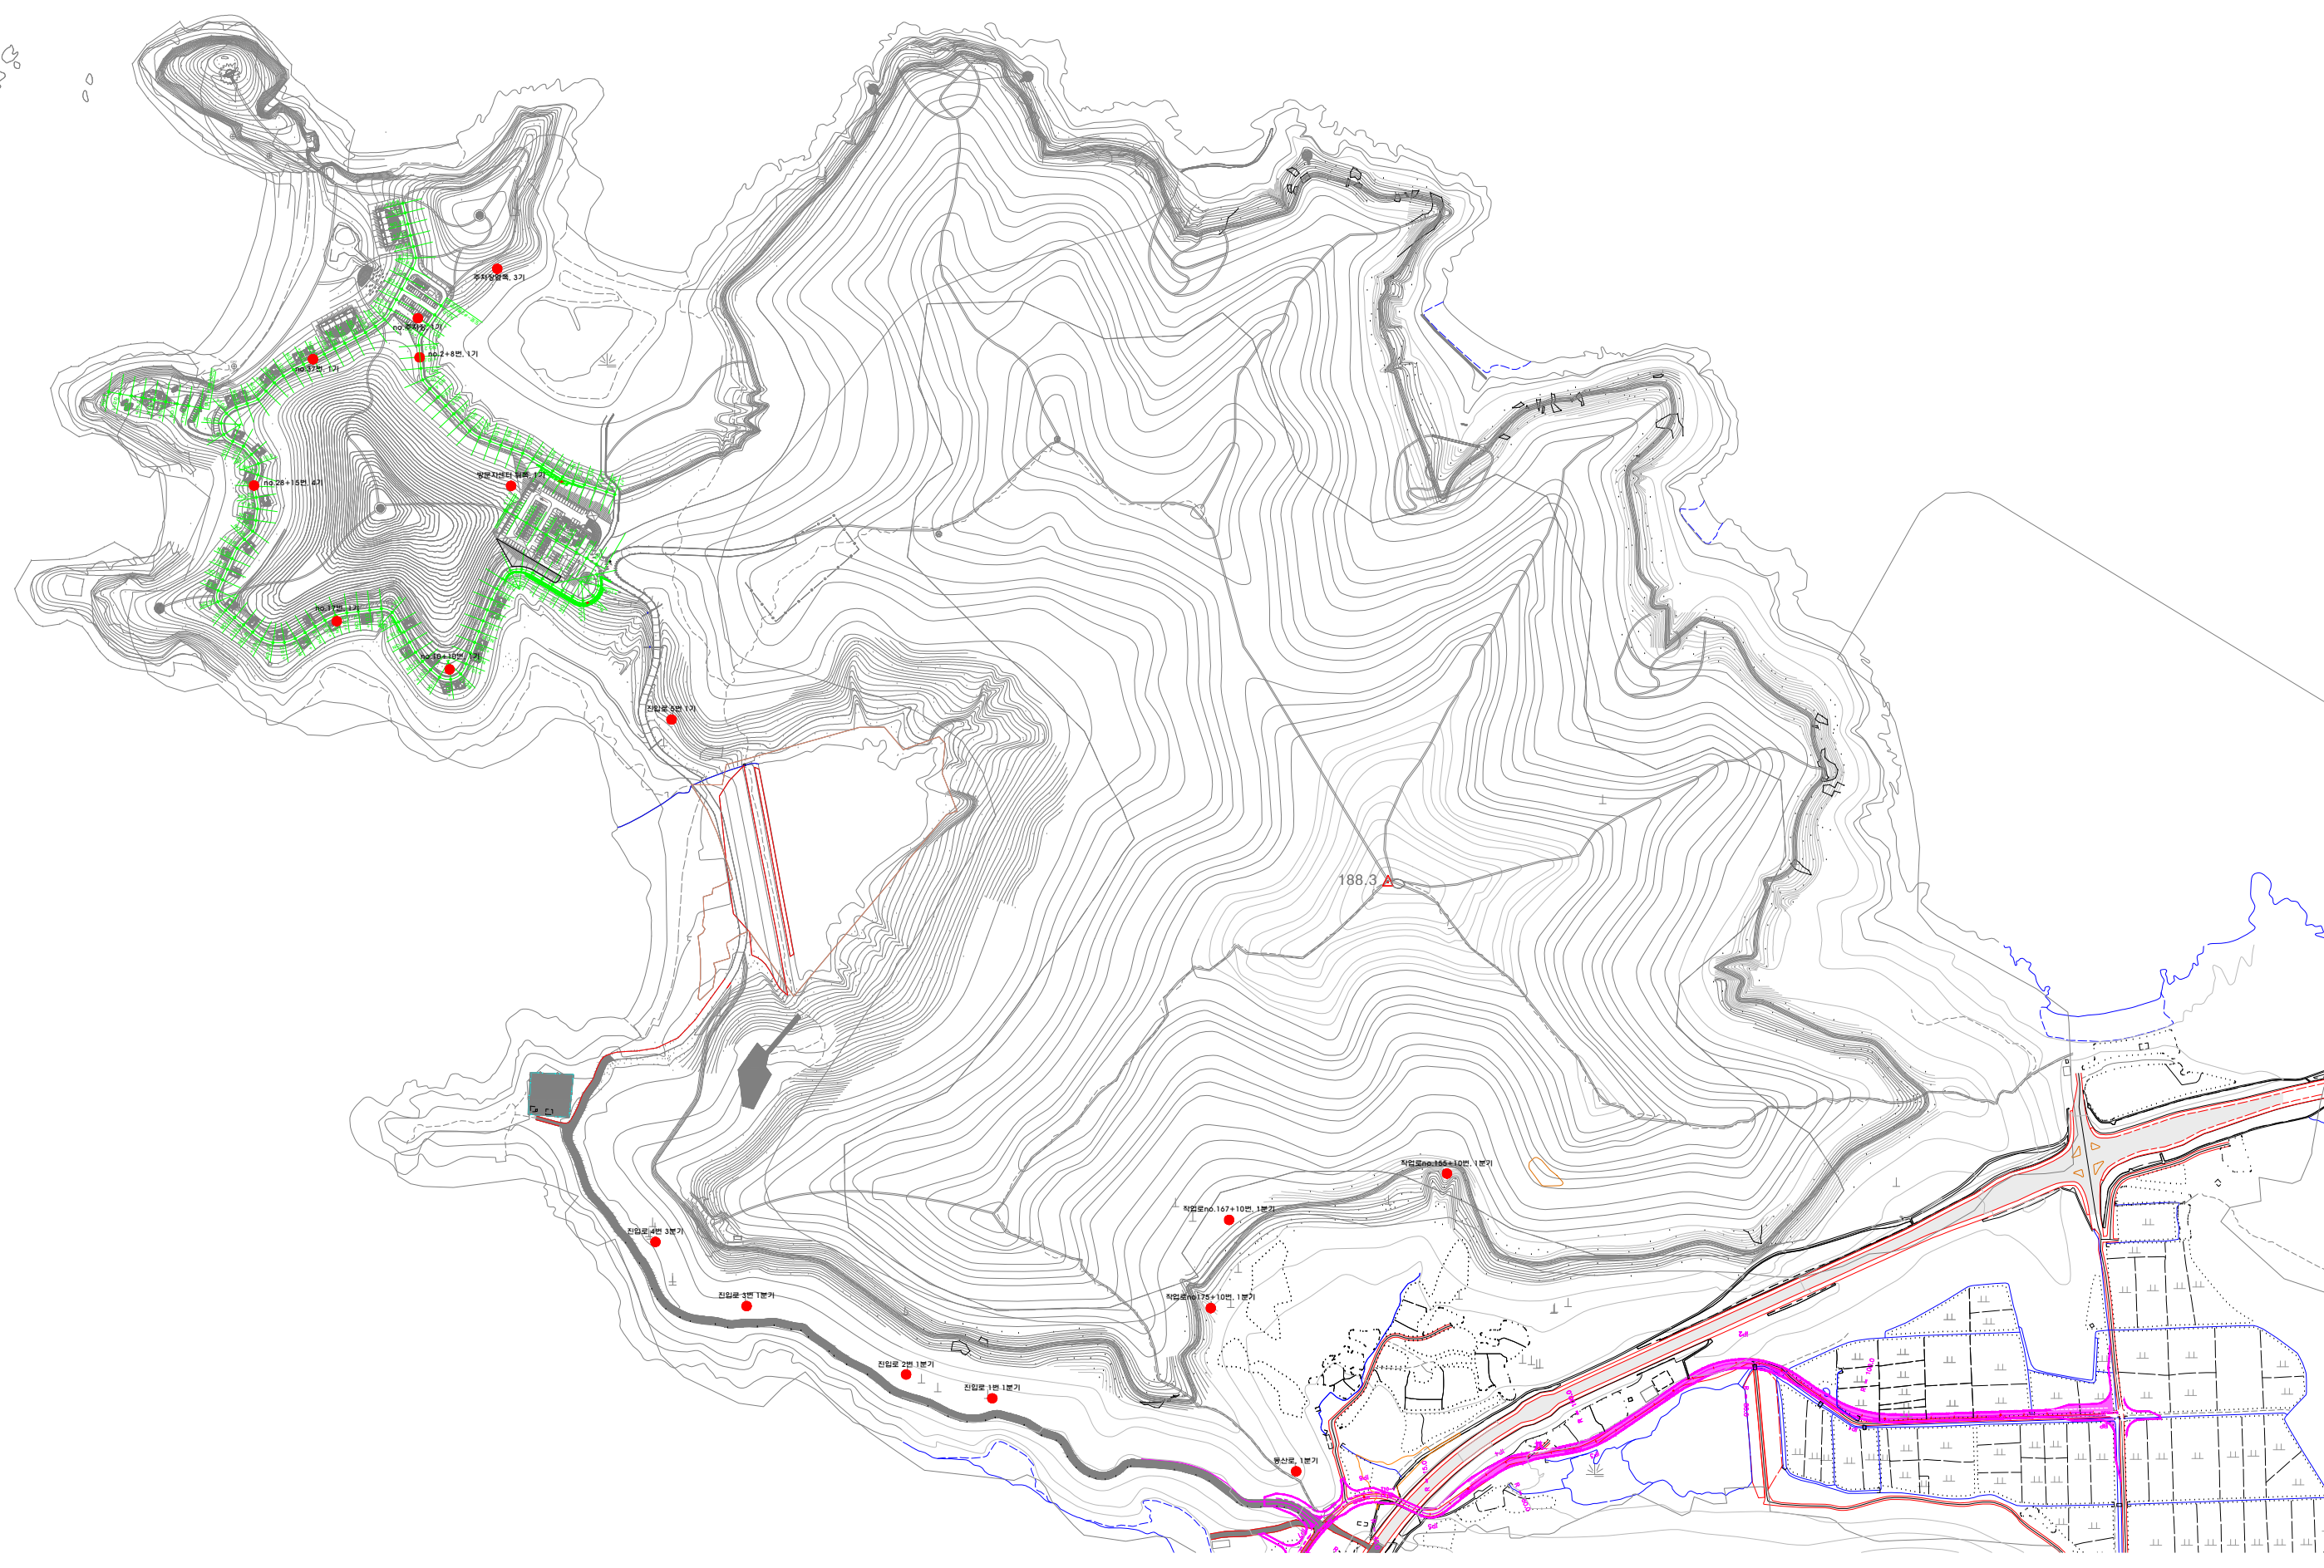 주차장옆쪽, 3기
no.주차장, 1기
no.2+8번, 1기
no.37번, 1기
방문자센터 뒤쪽, 1기
no.28+15번, 4기
no.17번, 1기
no.10+10번, 1기
진입로 5번 1기
188.3
작업로no.155+10번, 1분기
작업로no.167+10번, 1분기
진입로 4번 3분기
진입로 3번 1분기
작업로no175+10번, 1분기
진입로 2번 1분기
진입로 1번 1분기
동산로, 1분기